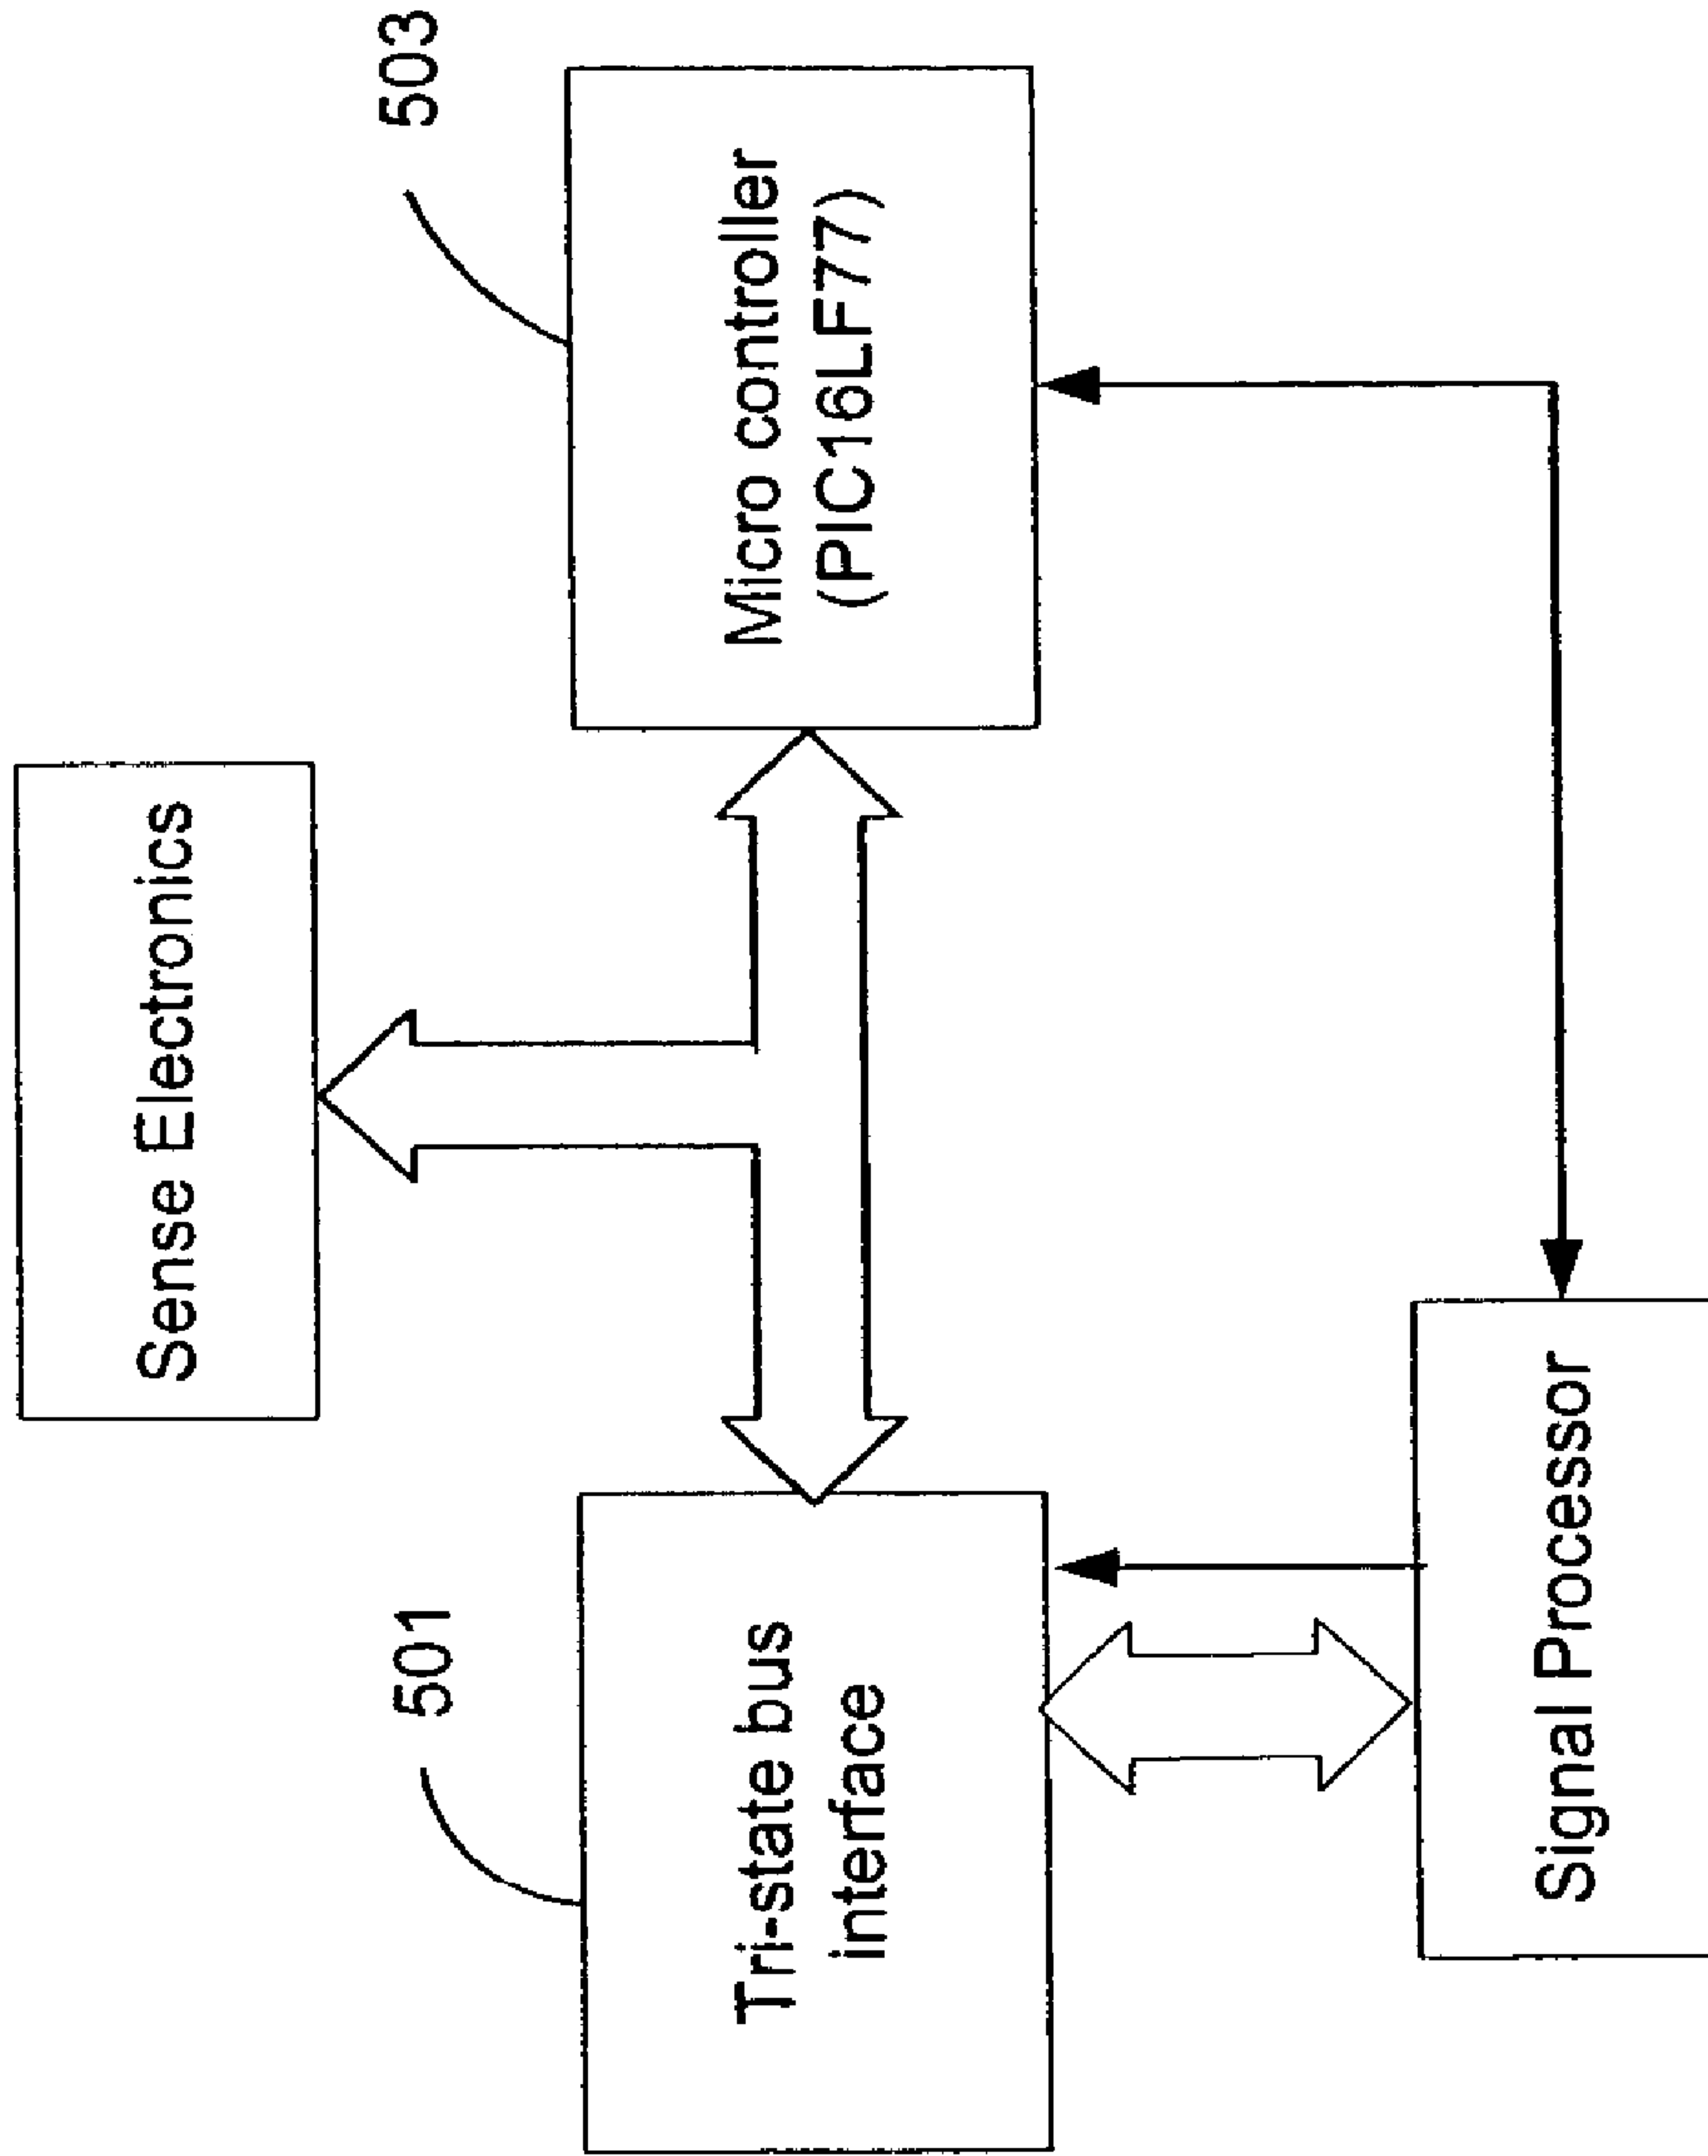 Sense Electronics
501
503
Tri-state bus
interface
Micro controller
(PIC16LF77)
Signal Processor